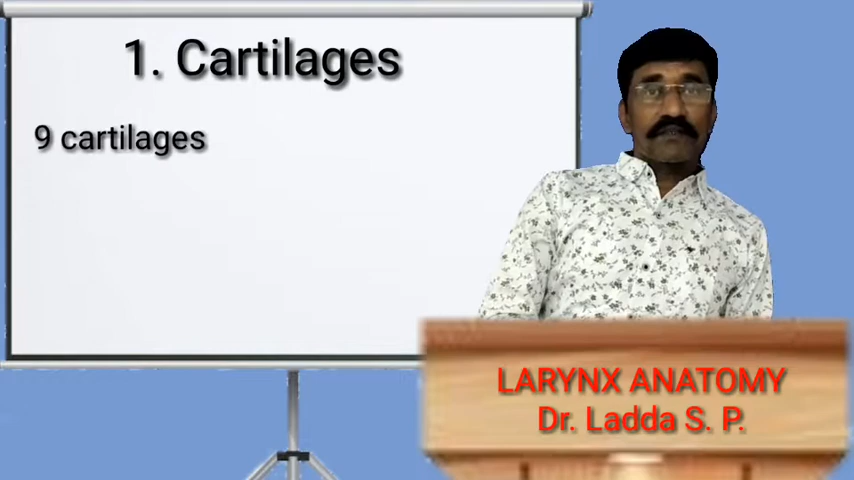 1. Cartilages
9 cartilages
LARYNX ANATOMY
Dr. Ladda S. P.